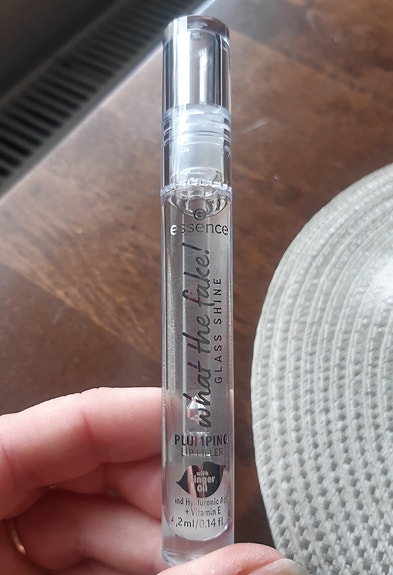 essence
what the fake!
GLASS SHINE
PLUMPING
LIP FILLER
with
Ginger
Oil
and Hyaluronic
+ Vitamin E
4,2ml/0.14 fl.